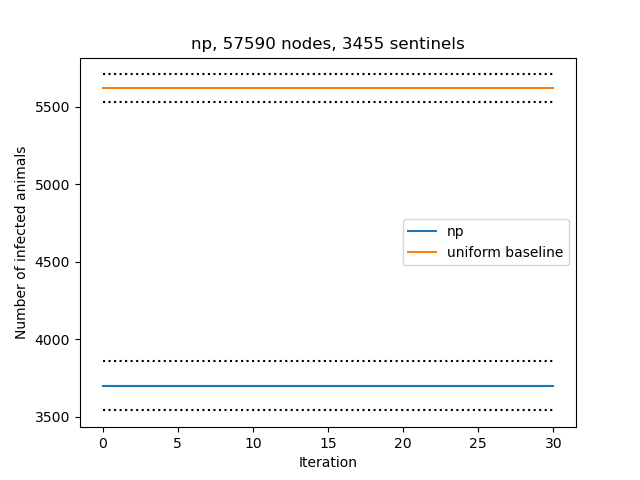 np, 57590 nodes, 3455 sentinels
Number of infected animals
5500
5000
4500
4000
3500
np
uniform baseline
0 5 10 15 20 25 30
Iteration